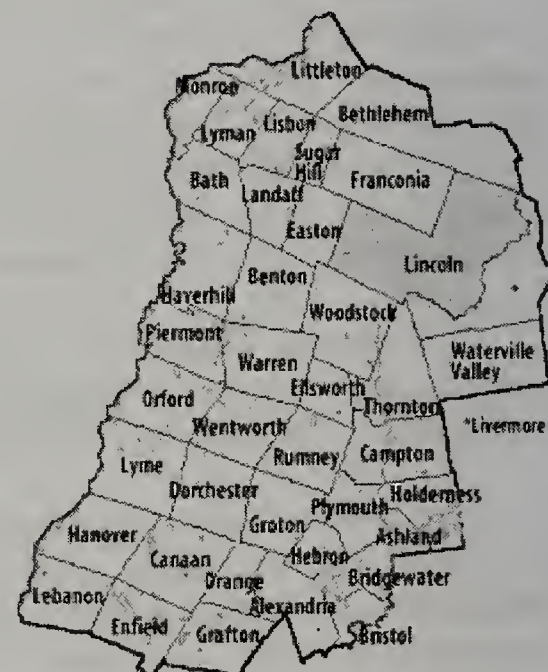 Littleton
Monroe
Bethlehem
Lisbon
Lyman
Sugar
Hill
Bath
Franconia
Landaff
Easton
Lincoln
Benton
Haverhill
Woodstock
Piermont
Waterville
Valley
Warren
Ellsworth
Orford
Thornton
*Livermore
Wentworth
Rumney
Campton
Lyme
Dorchester
Holderness
Plymouth
Groton
Hanover
Ashland
Hebron
Canaan
Orange
Bridgewater
Lebanon
Alexandria
Enfield
Grafton
Bristol